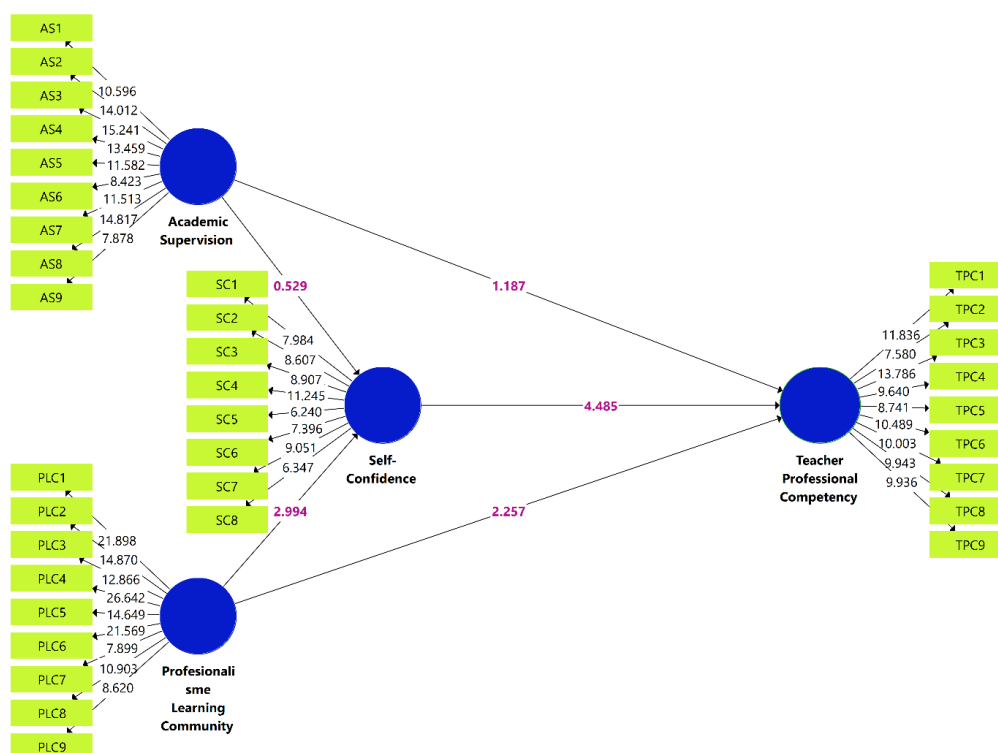 AS1
AS2
AS3
AS4
AS5
AS6
AS7
AS8
AS9
10.596
14.012
15.241
13.459
11.582
8.423
11.513
14.817
7.878
Academic
Supervision
0.529
1.187
SC1
SC2
SC3
SC4
SC5
SC6
SC7
SC8
7.984
8.607
8.907
11.245
6.240
7.396
9.051
6.347
Self-
Confidence
4.485
2.994
2.257
PLC1
PLC2
PLC3
PLC4
PLC5
PLC6
PLC7
PLC8
PLC9
21.898
14.870
12.866
26.642
14.649
21.569
7.899
10.903
8.620
Profesionali
sme
Learning
Community
TPC1
TPC2
TPC3
TPC4
TPC5
TPC6
TPC7
TPC8
TPC9
11.836
7.580
13.786
9.640
8.741
10.489
10.003
9.943
9.936
Teacher
Professional
Competency